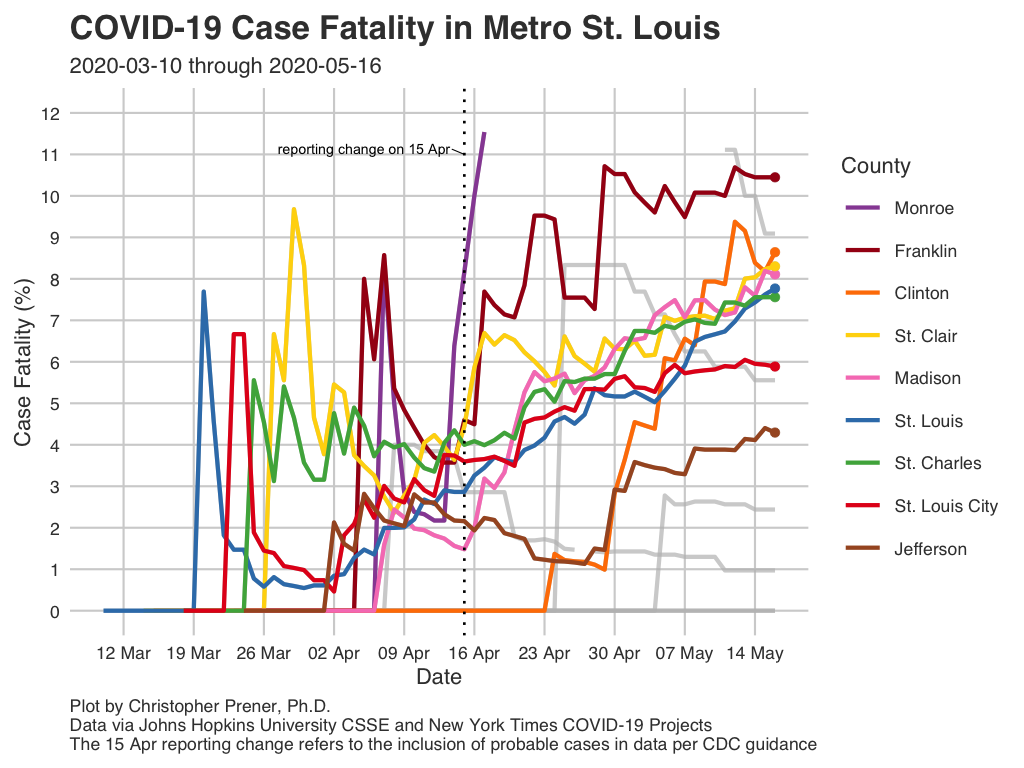 COVID-19 Case Fatality in Metro St. Louis
2020-03-10 through 2020-05-16
12
11
10
9
8
7
6
5
4
3
2
1
0
Case Fatality (%)
reporting change on 15 Apr
12 Mar 19 Mar 26 Mar 02 Apr 09 Apr 16 Apr 23 Apr 30 Apr 07 May 14 May
Date
County
Monroe
Franklin
Clinton
St. Clair
Madison
St. Louis
St. Charles
St. Louis City
Jefferson
Plot by Christopher Prener, Ph.D.
Data via Johns Hopkins University CSSE and New York Times COVID-19 Projects
The 15 Apr reporting change refers to the inclusion of probable cases in data per CDC guidance